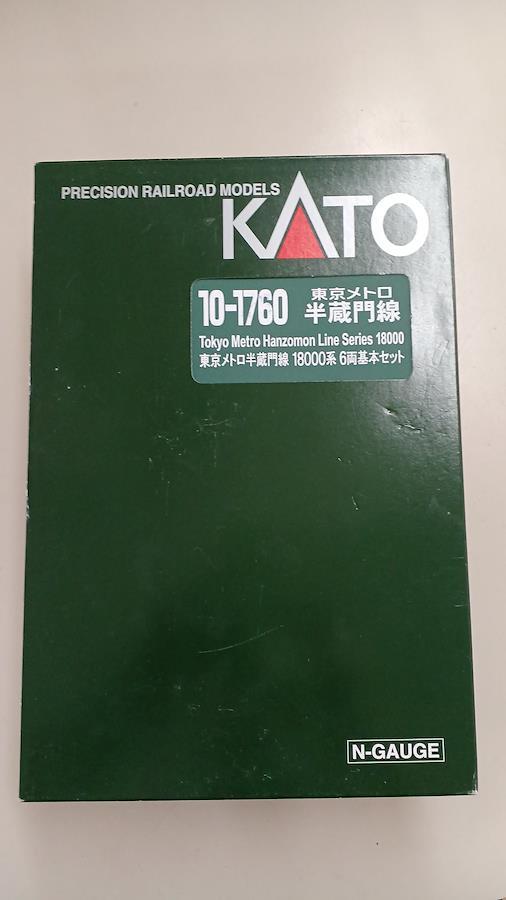 PRECISION RAILROAD MODELS
KATO
10-1760
東京メトロ
半蔵門線
Tokyo Metro Hanzomon Line Series 18000
東京メトロ半蔵門線 18000系 6両基本セット
N-GAUGE